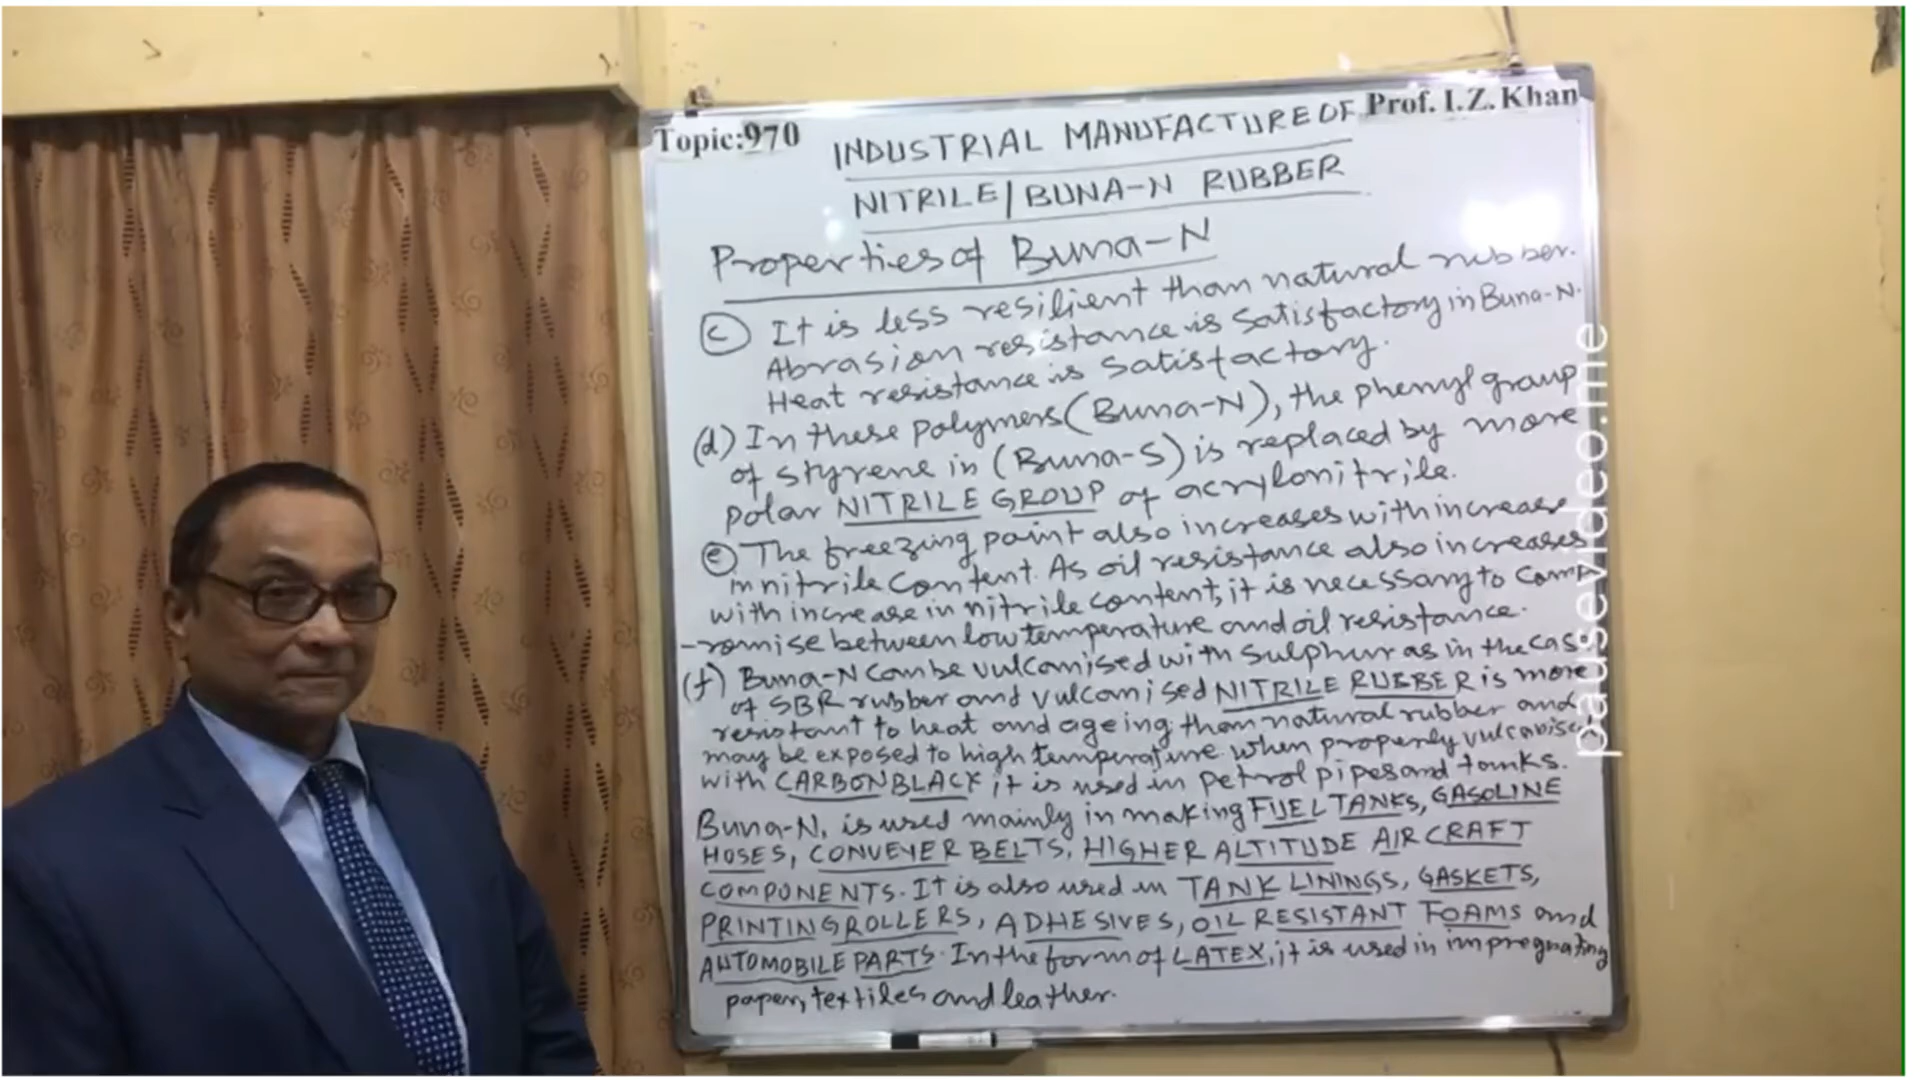 Topic:970
Prof. I.Z. Khan
INDUSTRIAL MANUFACTURE OF
NITRILE/BUNA-N RUBBER
Properties of Buna-N
(c) It is less resilient than natural rubber.
Abrasion resistance is satisfactory in Buna-N.
Heat resistance is satisfactory.
(d) In these polymers (Buna-N), the phenyl group
of styrene in (Buna-S) is replaced by more
polar NITRILE GROUP of acrylonitrile.
(e) The freezing point also increases with increase
in nitrile content. As oil resistance also increases
with increase in nitrile content, it is necessary to comp
-romise between low temperature and oil resistance.
(f) Buna-N can be vulcanised with sulphur as in the case
of SBR rubber and vulcanised NITRILE RUBBER is more
resistant to heat and ageing than natural rubber and
may be exposed to high temperature. When properly vulcanised
with CARBON BLACK, it is used in petrol pipes and tanks.
Buna-N, is used mainly in making FUEL TANKS, GASOLINE
HOSES, CONVEYER BELTS, HIGHER ALTITUDE AIR CRAFT
COMPONENTS. It is also used in TANK LININGS, GASKETS,
PRINTING ROLLERS, ADHESIVES, OIL RESISTANT FOAMS and
AUTOMOBILE PARTS. In the form of LATEX, it is used in impregnating
paper, textiles and leather.
pausevideo.me